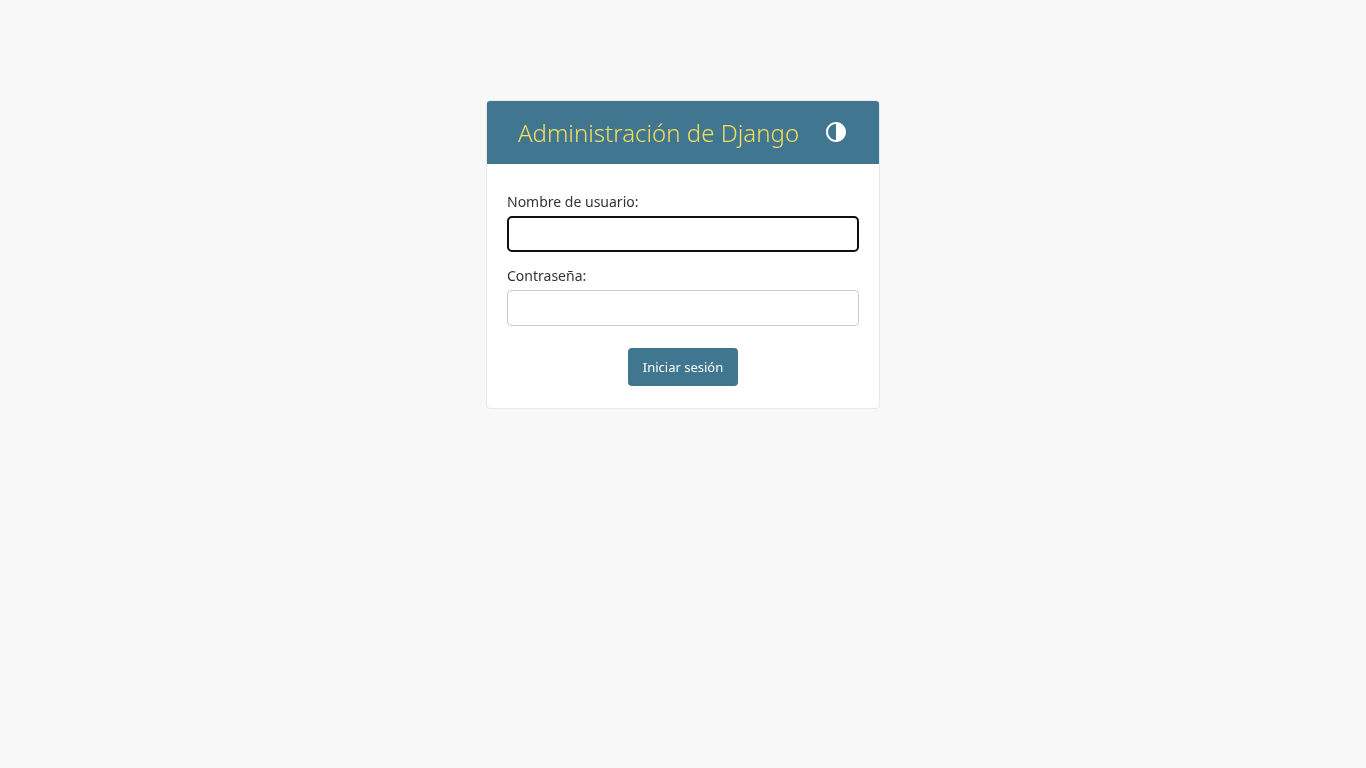 Administración de Django
Nombre de usuario:
Contraseña:
Iniciar sesión